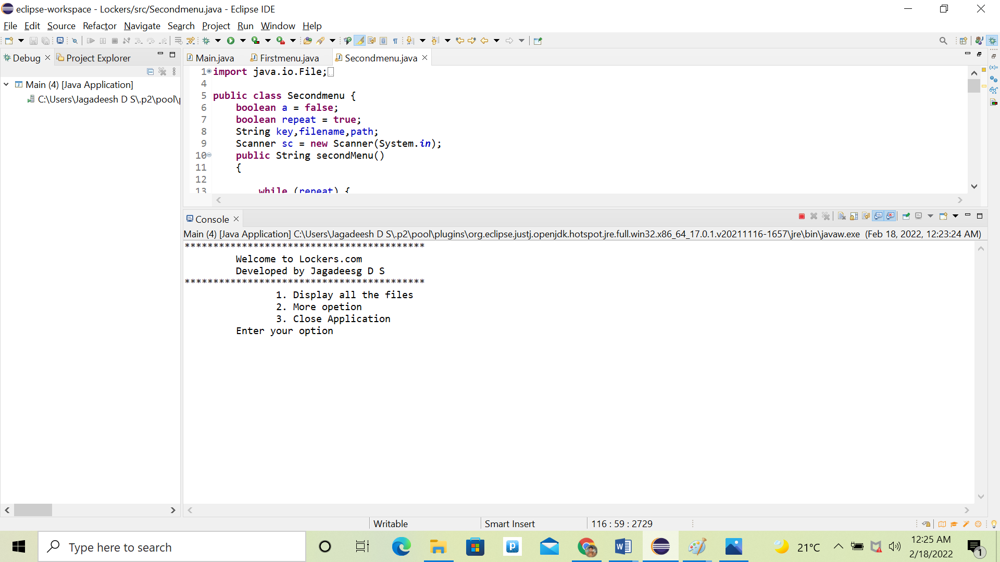 eclipse-workspace - Lockers/src/Secondmenu.java - Eclipse IDE
File Edit Source Refactor Navigate Search Project Run Window Help
Debug Project Explorer
Main.java Firstmenu.java Secondmenu.java
Main (4) [Java Application]
C:\Users\Jagadeesh D S\.p2\pool\
1 import java.io.File;
4
5 public class Secondmenu {
6 boolean a = false;
7 boolean repeat = true;
8 String key,filename,path;
9 Scanner sc = new Scanner(System.in);
10 public String secondMenu()
11 {
12
13 while (repeat) {
Console
Main (4) [Java Application] C:\Users\Jagadeesh D S\.p2\pool\plugins\org.eclipse.justj.openjdk.hotspot.jre.full.win32.x86_64_17.0.1.v20211116-1657\jre\bin\javaw.exe (Feb 18, 2022, 12:23:24 AM)
******************************************
Welcome to Lockers.com
Developed by Jagadeesg D S
******************************************
1. Display all the files
2. More opetion
3. Close Application
Enter your option
Writable Smart Insert 116 : 59 : 2729
Type here to search
21°C
12:25 AM
2/18/2022
1